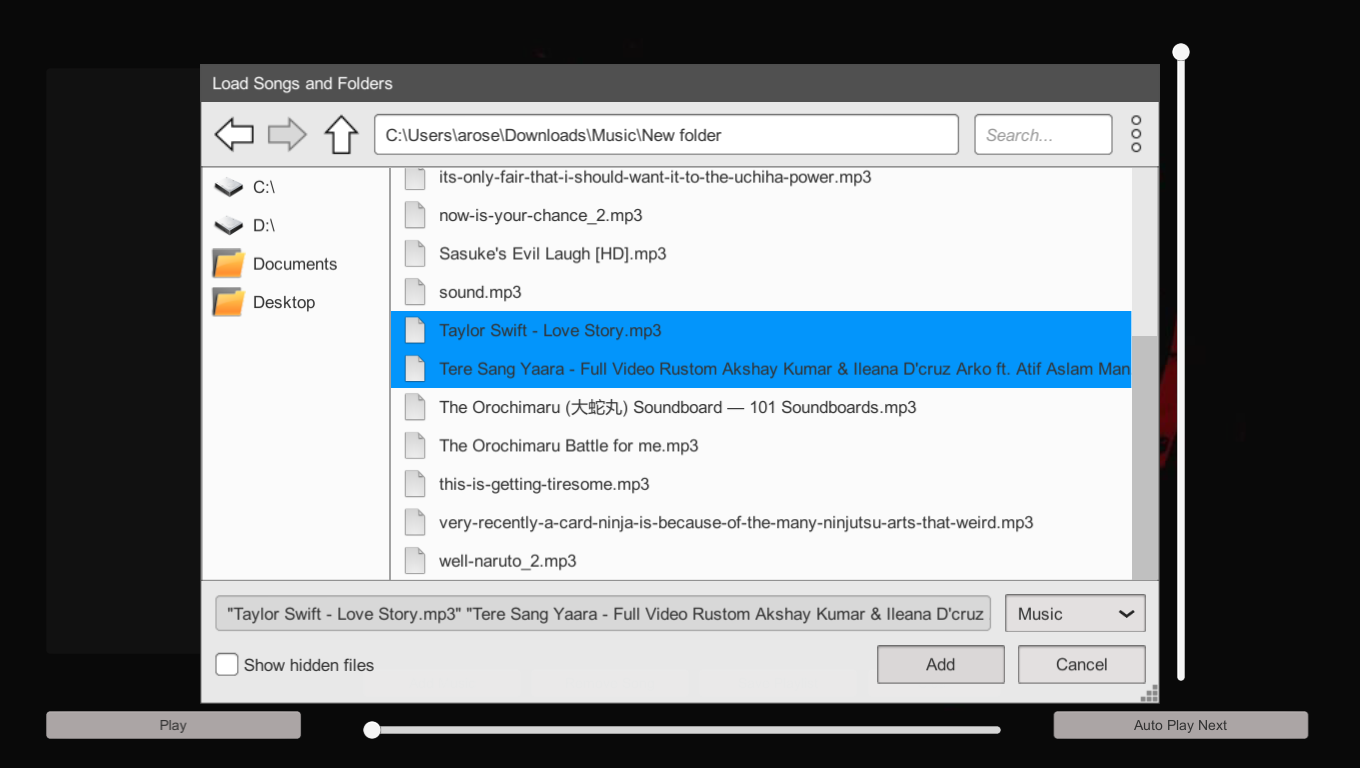 Load Songs and Folders
C:\Users\arose\Downloads\Music\New folder
Search...
C:\
D:\
Documents
Desktop
its-only-fair-that-i-should-want-it-to-the-uchiha-power.mp3
now-is-your-chance_2.mp3
Sasuke's Evil Laugh [HD].mp3
sound.mp3
Taylor Swift - Love Story.mp3
Tere Sang Yaara - Full Video Rustom Akshay Kumar & Ileana D'cruz Arko ft. Atif Aslam Man
The Orochimaru (大蛇丸) Soundboard — 101 Soundboards.mp3
The Orochimaru Battle for me.mp3
this-is-getting-tiresome.mp3
very-recently-a-card-ninja-is-because-of-the-many-ninjutsu-arts-that-weird.mp3
well-naruto_2.mp3
"Taylor Swift - Love Story.mp3" "Tere Sang Yaara - Full Video Rustom Akshay Kumar & Ileana D'cruz
Music
Show hidden files
Add
Cancel
Play
Auto Play Next